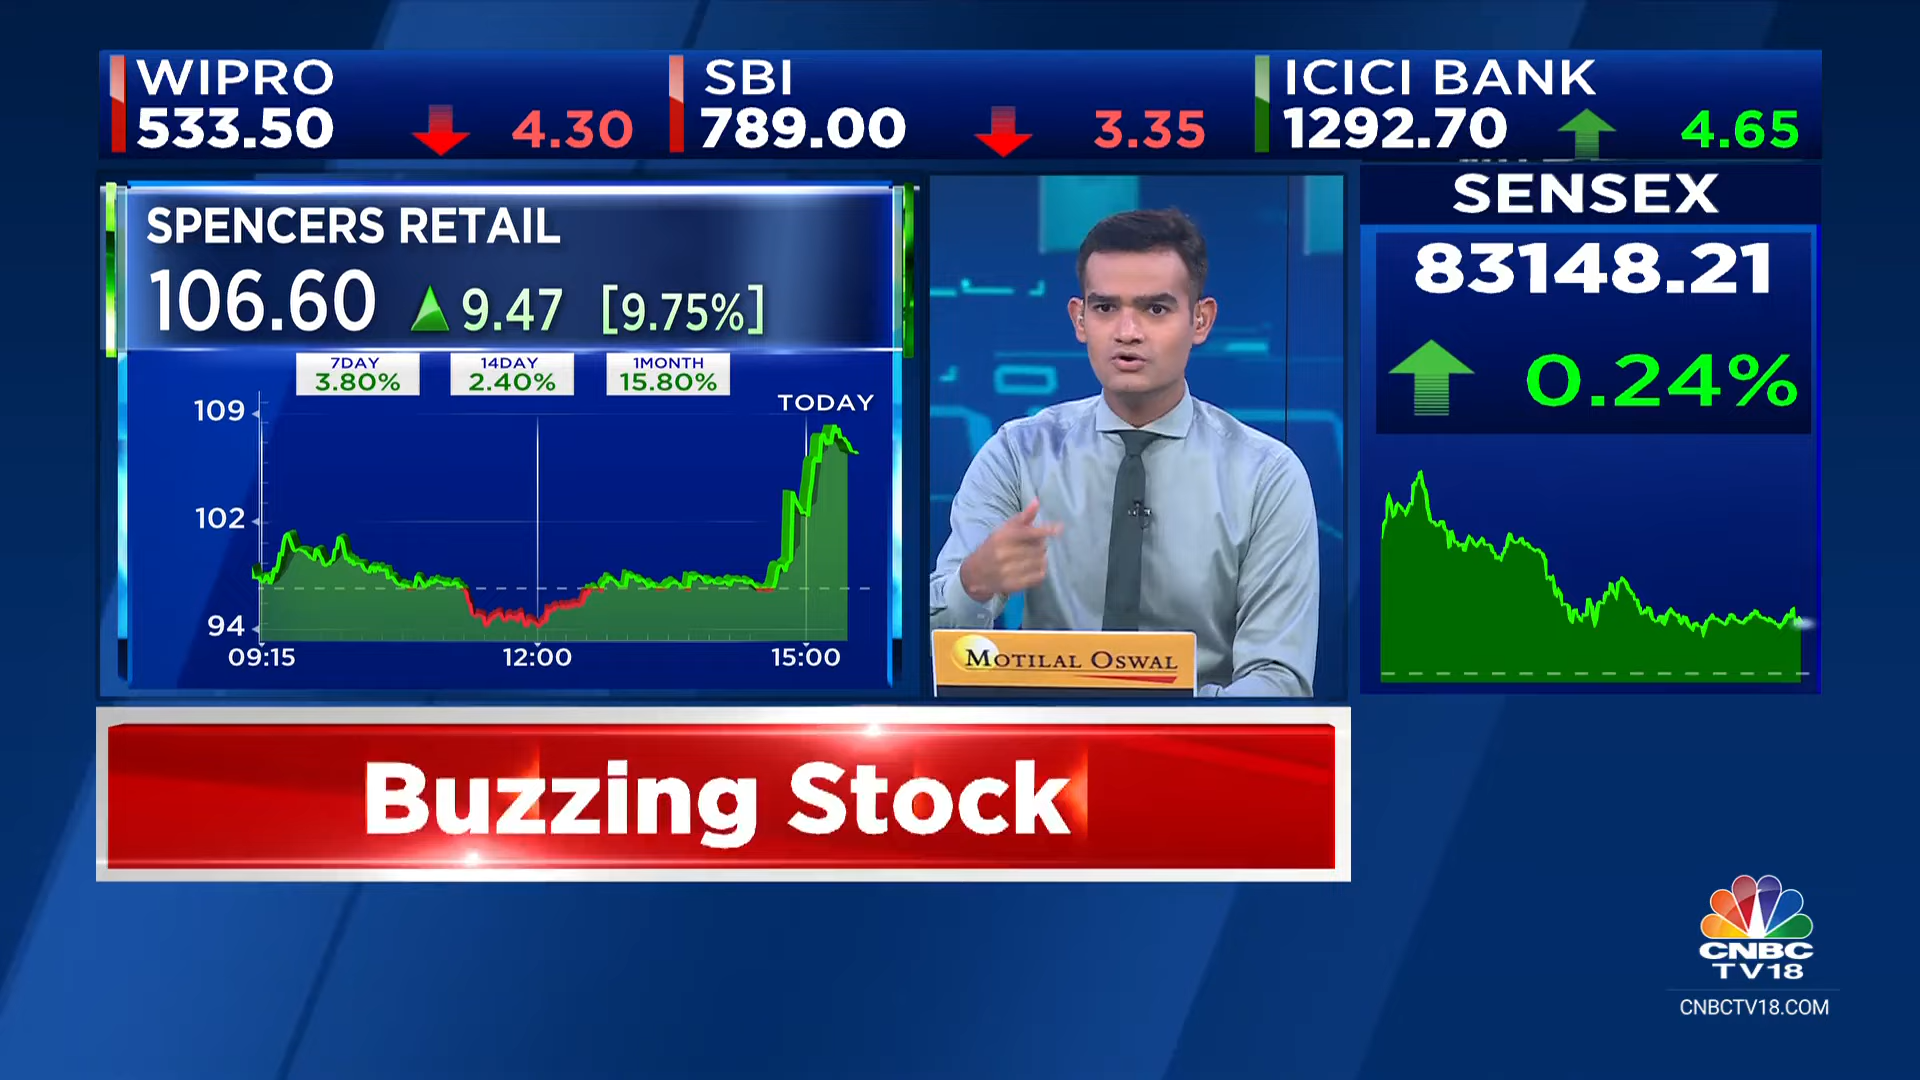 WIPRO
533.50 4.30
SBI
789.00 3.35
ICICI BANK
1292.70 4.65
SPENCERS RETAIL
106.60 9.47 [9.75%]
7DAY
3.80%
14DAY
2.40%
1MONTH
15.80%
TODAY
109
102
94
09:15 12:00 15:00
MOTILAL OSWAL
SENSEX
83148.21
0.24%
Buzzing Stock
CNBC
TV18
CNBCTV18.COM